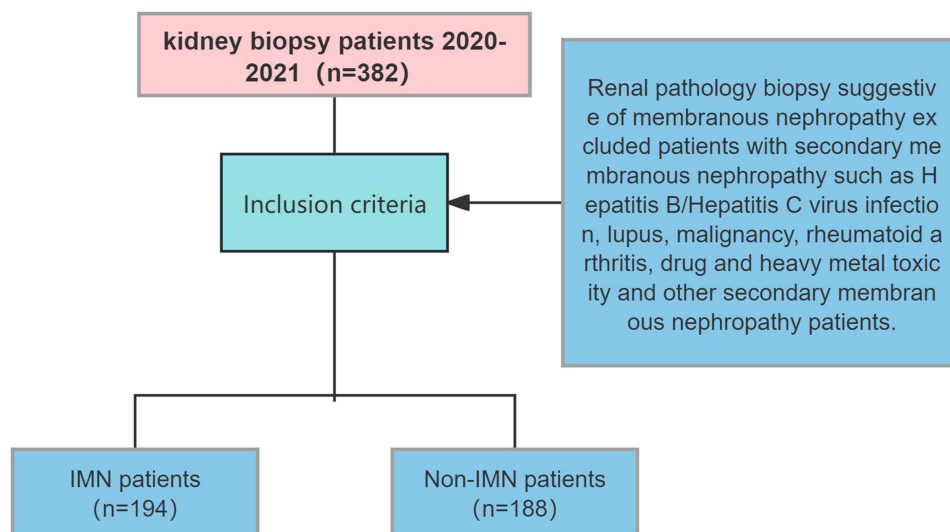 kidney biopsy patients 2020-
2021（n=382）
Inclusion criteria
Renal pathology biopsy suggestiv
e of membranous nephropathy ex
cluded patients with secondary me
mbranous nephropathy such as H
epatitis B/Hepatitis C virus infectio
n, lupus, malignancy, rheumatoid a
rthritis, drug and heavy metal toxic
ity and other secondary membran
ous nephropathy patients.
IMN patients
(n=194)
Non-IMN patients
(n=188)